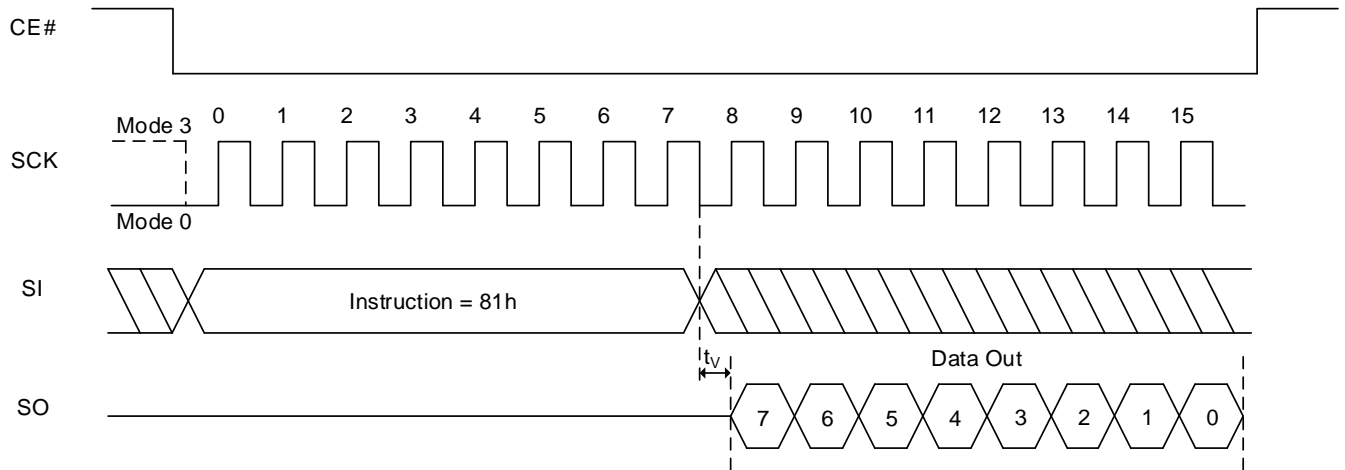 CE#
Mode 3 0 1 2 3 4 5 6 7 8 9 10 11 12 13 14 15
SCK
Mode 0
SI
Instruction = 81h
tV
Data Out
SO
7 6 5 4 3 2 1 0